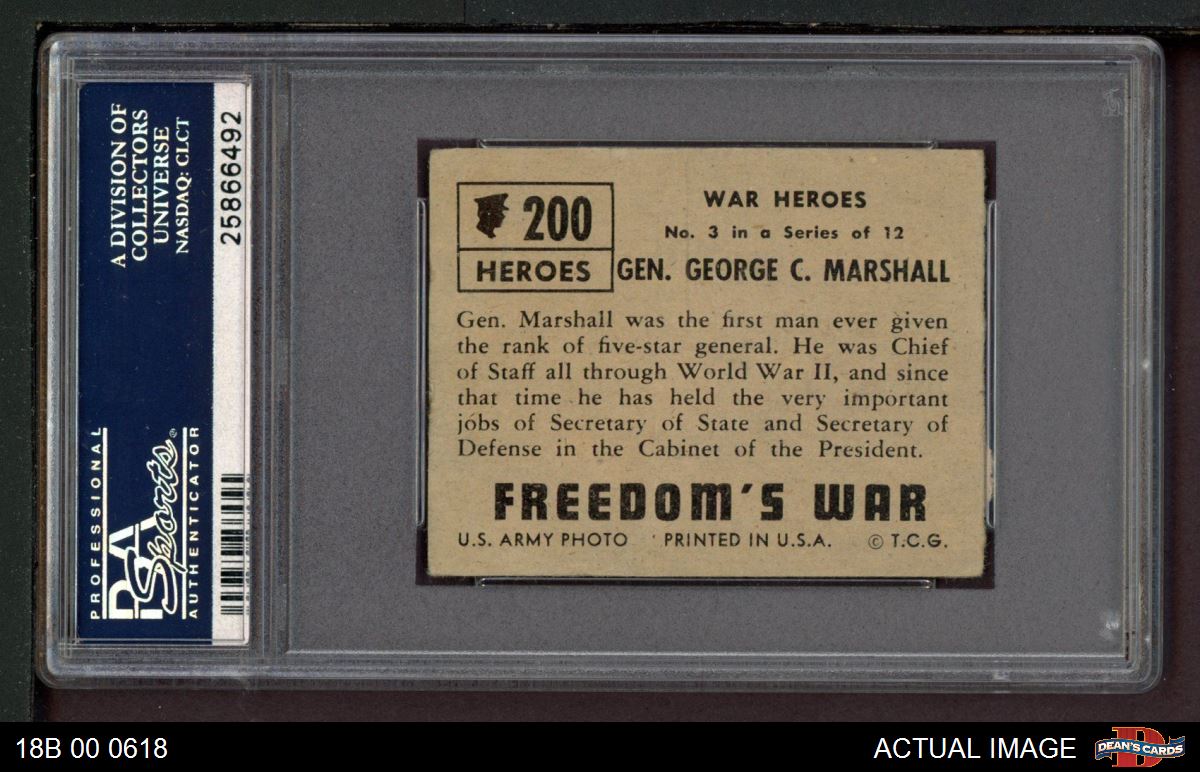 A DIVISION OF
COLLECTORS
UNIVERSE
NASDAQ: CLCT
25866492
PROFESSIONAL
PSA
Sports®
AUTHENTICATOR
200
HEROES
WAR HEROES
No. 3 in a Series of 12
GEN. GEORGE C. MARSHALL
Gen. Marshall was the first man ever given
the rank of five-star general. He was Chief
of Staff all through World War II, and since
that time he has held the very important
jobs of Secretary of State and Secretary of
Defense in the Cabinet of the President.
FREEDOM'S WAR
U.S. ARMY PHOTO PRINTED IN U.S.A. © T.C.G.
18B 00 0618
ACTUAL IMAGE
D
DEAN'S CARDS